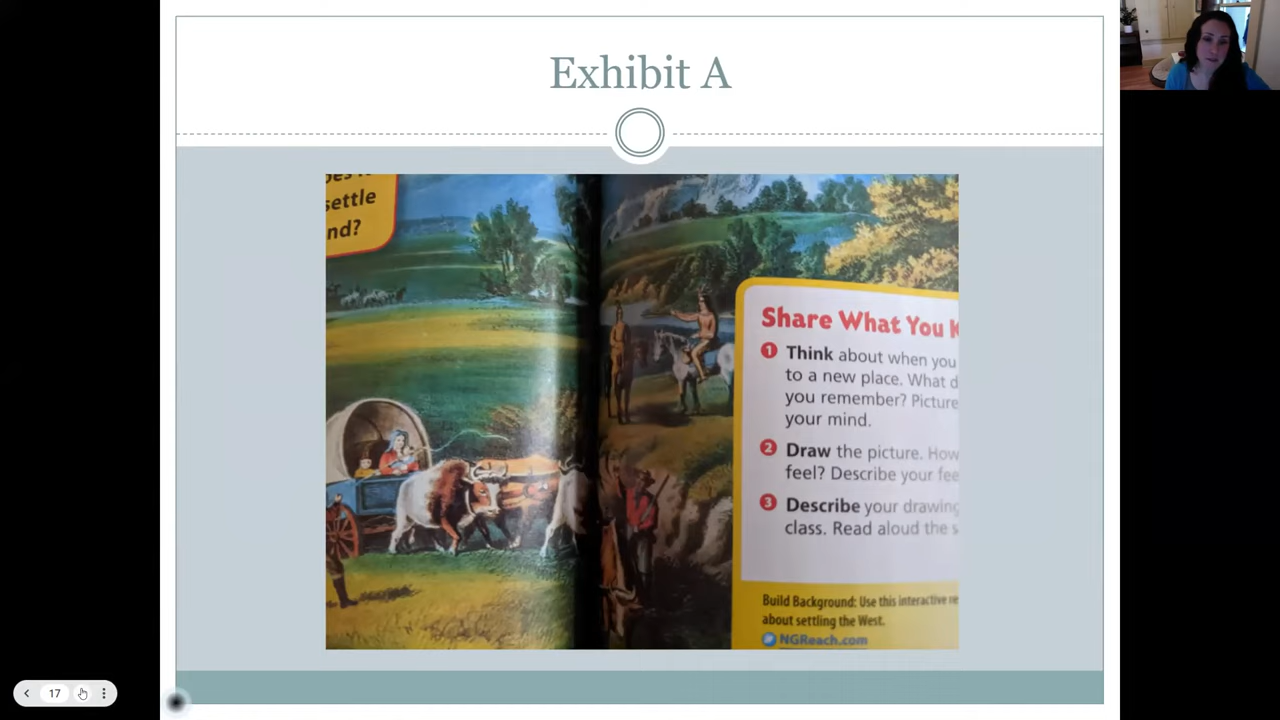 Exhibit A
settle
nd?
Share What You
1 Think about when you
to a new place. What
you remember? Picture
your mind.
2 Draw the picture. How
feel? Describe your
3 Describe your drawing
class. Read aloud the
Build Background: Use this interactive
about settling the West.
NGReach.com
17